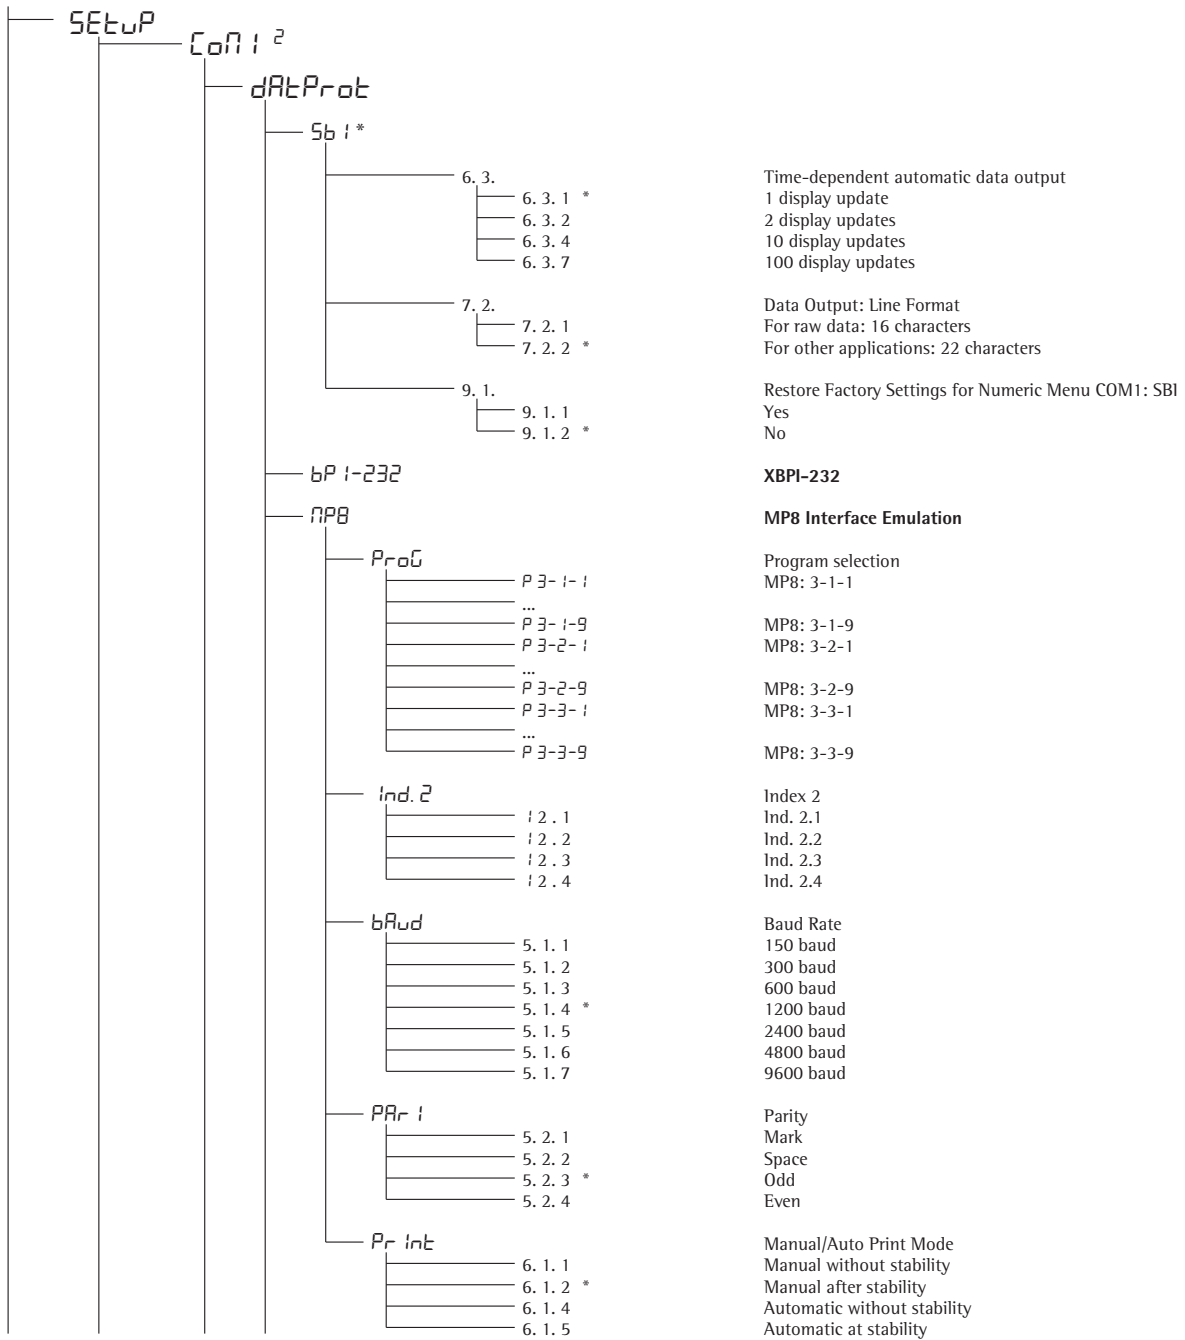 SEtuP
CoM1 2
dAtProt
Sb1 *
6. 3. Time-dependent automatic data output
6. 3. 1 * 1 display update
6. 3. 2 2 display updates
6. 3. 4 10 display updates
6. 3. 7 100 display updates
7. 2. Data Output: Line Format
7. 2. 1 For raw data: 16 characters
7. 2. 2 * For other applications: 22 characters
9. 1. Restore Factory Settings for Numeric Menu COM1: SBI
9. 1. 1 Yes
9. 1. 2 * No
bP1-232 XBPI-232
MP8 MP8 Interface Emulation
ProG Program selection
P 3-1-1 MP8: 3-1-1
...
P 3-1-9 MP8: 3-1-9
P 3-2-1 MP8: 3-2-1
...
P 3-2-9 MP8: 3-2-9
P 3-3-1 MP8: 3-3-1
...
P 3-3-9 MP8: 3-3-9
Ind. 2 Index 2
I 2 . 1 Ind. 2.1
I 2 . 2 Ind. 2.2
I 2 . 3 Ind. 2.3
I 2 . 4 Ind. 2.4
bAud Baud Rate
5. 1. 1 150 baud
5. 1. 2 300 baud
5. 1. 3 600 baud
5. 1. 4 * 1200 baud
5. 1. 5 2400 baud
5. 1. 6 4800 baud
5. 1. 7 9600 baud
PAr I Parity
5. 2. 1 Mark
5. 2. 2 Space
5. 2. 3 * Odd
5. 2. 4 Even
Pr Int Manual/Auto Print Mode
6. 1. 1 Manual without stability
6. 1. 2 * Manual after stability
6. 1. 4 Automatic without stability
6. 1. 5 Automatic at stability